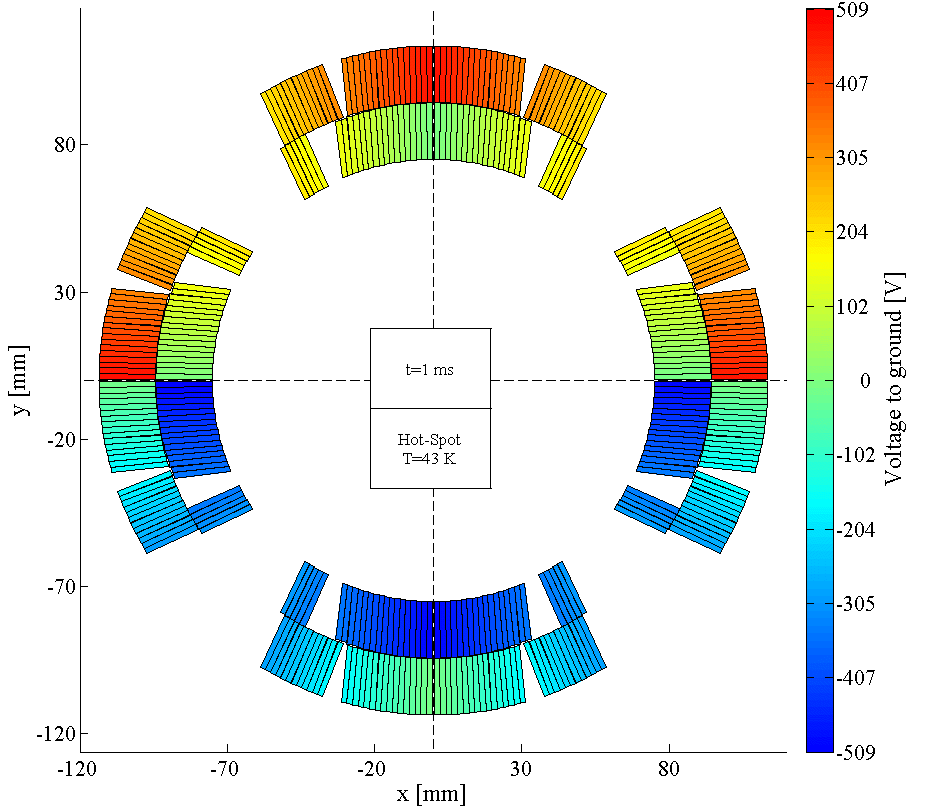 509
407
305
204
102
0
-102
-204
-305
-407
-509
Voltage to ground [V]
80
30
-20
-70
-120
y [mm]
t=1 ms
Hot-Spot
T=43 K
-120 -70 -20 30 80
x [mm]